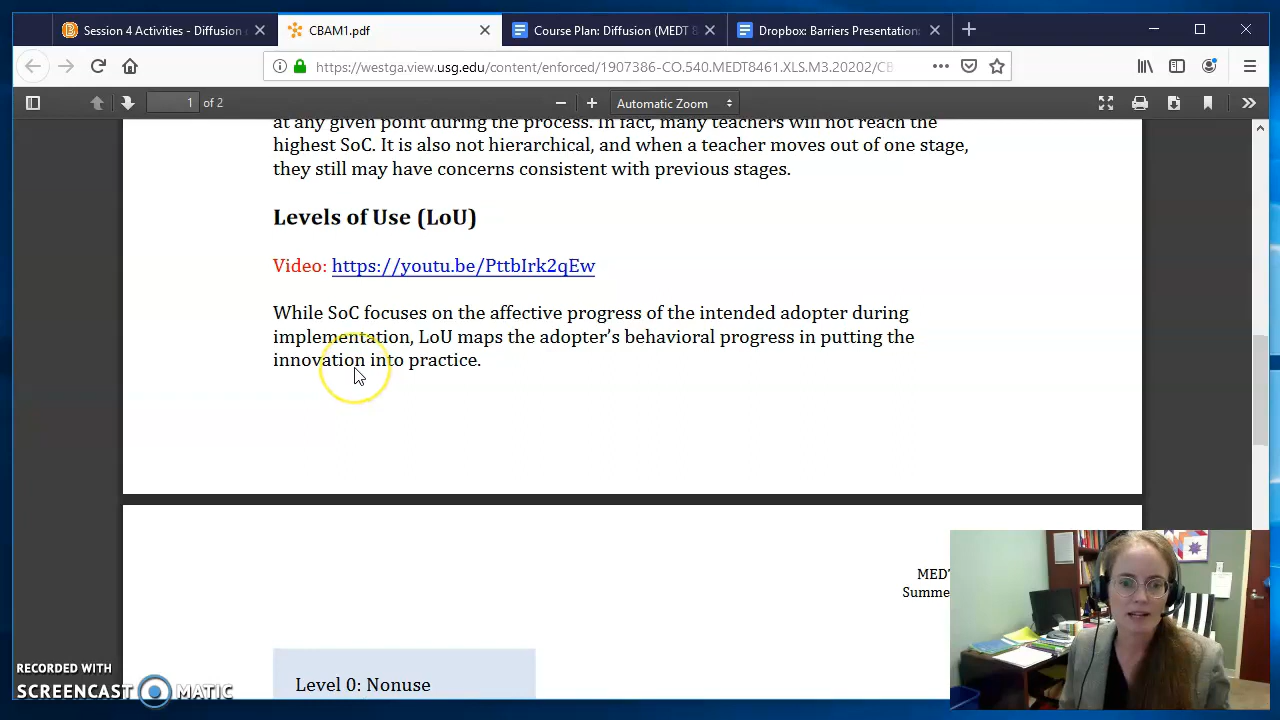 Session 4 Activities - Diffusion
CBAM1.pdf
Course Plan: Diffusion (MEDT 8
Dropbox: Barriers Presentation:
https://westga.view.usg.edu/content/enforced/1907386-CO.540.MEDT8461.XLS.M3.20202/CB
1 of 2
Automatic Zoom
at any given point during the process. In fact, many teachers will not reach the
highest SoC. It is also not hierarchical, and when a teacher moves out of one stage,
they still may have concerns consistent with previous stages.
Levels of Use (LoU)
Video: https://youtu.be/PttbIrk2qEw
While SoC focuses on the affective progress of the intended adopter during
implementation, LoU maps the adopter's behavioral progress in putting the
innovation into practice.
MEDT
Summe
Level 0: Nonuse
RECORDED WITH
SCREENCAST MATIC